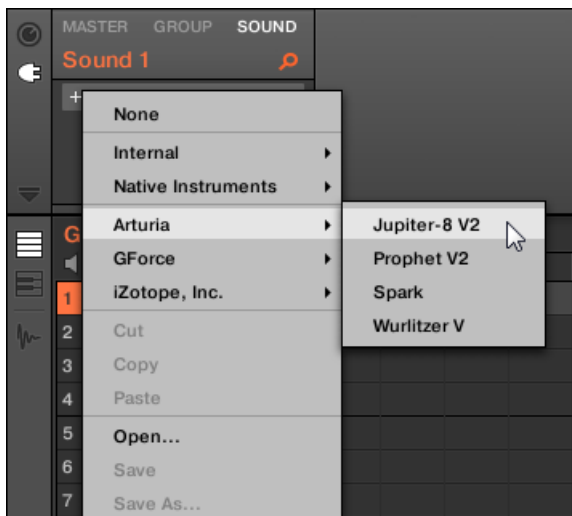 MASTER GROUP SOUND
Sound 1
+
None
Internal
Native Instruments
Arturia
Jupiter-8 V2
G
GForce
Prophet V2
1
iZotope, Inc.
Spark
2
Cut
Wurlitzer V
3
Copy
4
Paste
5
Open...
6
Save
7
Save As...